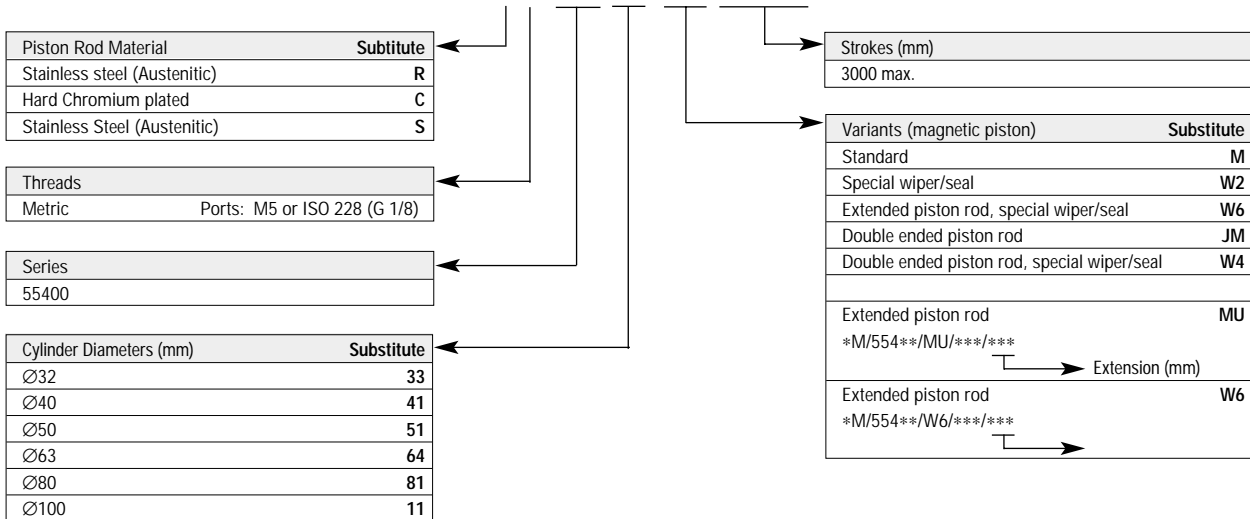 Piston Rod Material Subtitute
Stainless steel (Austenitic) R
Hard Chromium plated C
Stainless Steel (Austenitic) S
Threads
Metric Ports: M5 or ISO 228 (G 1/8)
Series
55400
Cylinder Diameters (mm) Substitute
∅32 33
∅40 41
∅50 51
∅63 64
∅80 81
∅100 11
Strokes (mm)
3000 max.
Variants (magnetic piston) Substitute
Standard M
Special wiper/seal W2
Extended piston rod, special wiper/seal W6
Double ended piston rod JM
Double ended piston rod, special wiper/seal W4
Extended piston rod MU
*M/554**/MU/***/***
Extension (mm)
Extended piston rod W6
*M/554**/W6/***/***